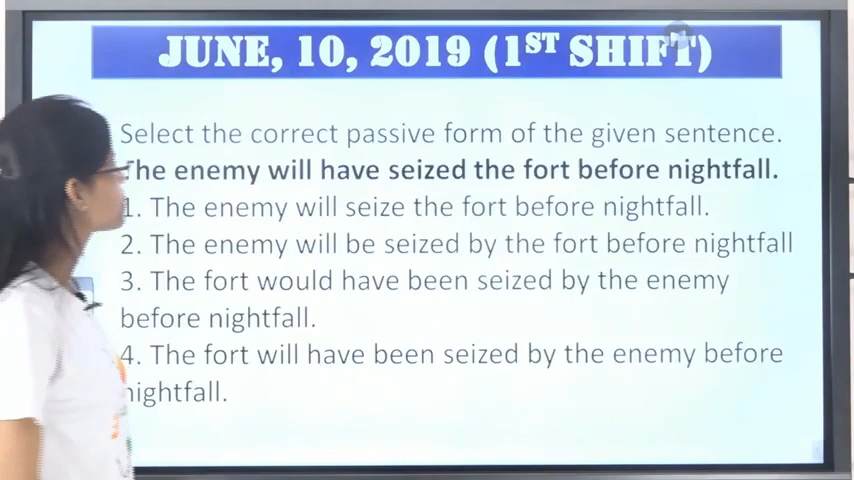 JUNE, 10, 2019 (1ST SHIFT)
Select the correct passive form of the given sentence.
The enemy will have seized the fort before nightfall.
1. The enemy will seize the fort before nightfall.
2. The enemy will be seized by the fort before nightfall
3. The fort would have been seized by the enemy
before nightfall.
4. The fort will have been seized by the enemy before
nightfall.